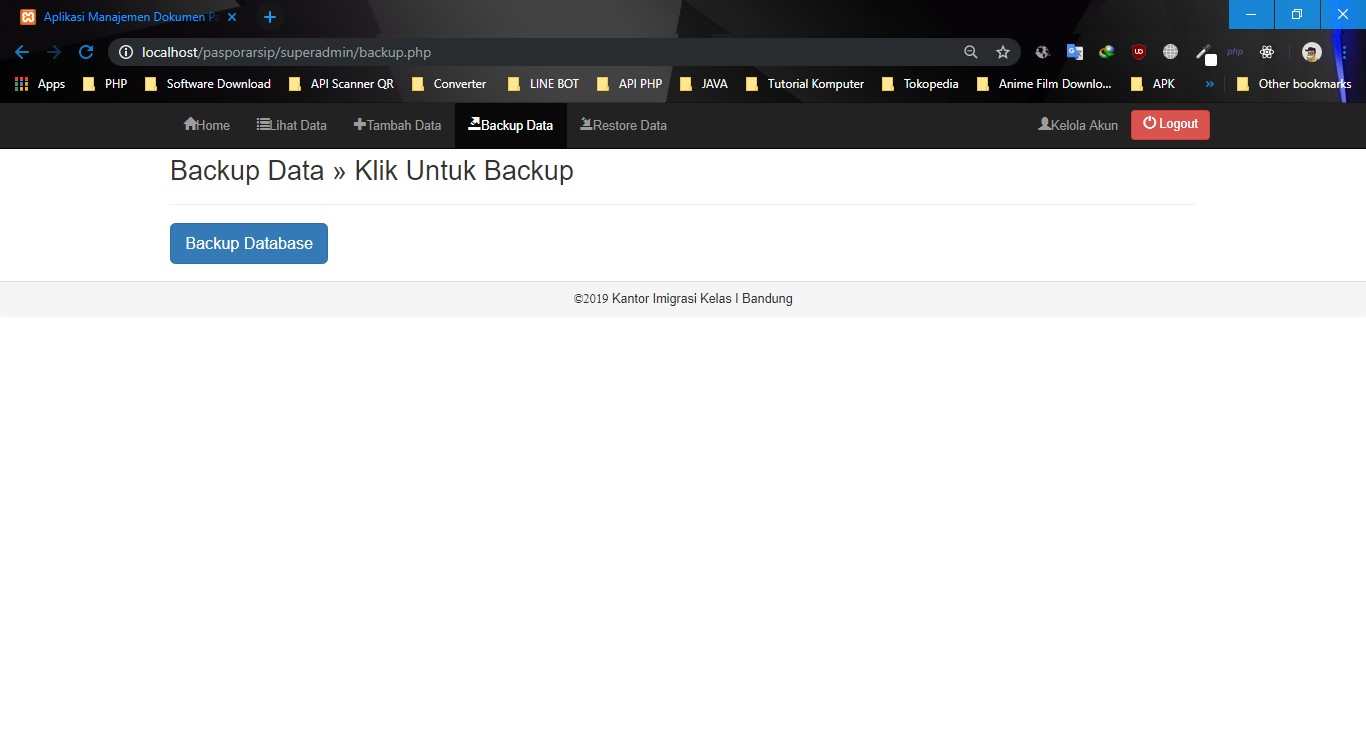 Aplikasi Manajemen Dokumen Pa
localhost/pasporarsip/superadmin/backup.php
Apps PHP Software Download API Scanner QR Converter LINE BOT API PHP JAVA Tutorial Komputer Tokopedia Anime Film Downlo... APK » Other bookmarks
Home Lihat Data Tambah Data Backup Data Restore Data Kelola Akun Logout
Backup Data » Klik Untuk Backup
Backup Database
©2019 Kantor Imigrasi Kelas I Bandung